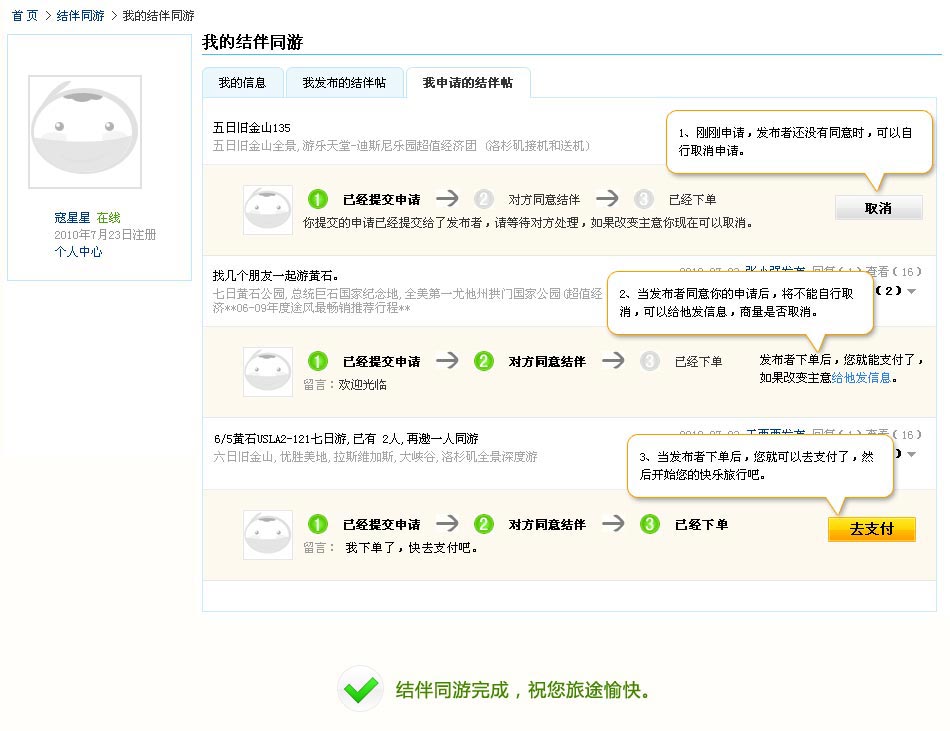 首 页 > 结伴同游 > 我的结伴同游
我的结伴同游
我的信息
我发布的结伴帖
我申请的结伴帖
寇星星 在线
2010年7月23日注册
个人中心
五日旧金山135
五日旧金山全景,游乐天堂-迪斯尼乐园超值经济团 (洛杉矶接机和送机)
1、刚刚申请，发布者还没有同意时，可以自
行取消申请。
1 已经提交申请 → 2 对方同意结伴 → 3 已经下单
你提交的申请已经提交给了发布者，请等待对方处理，如果改变主意你现在可以取消。
取消
找几个朋友一起游黄石。
七日黄石公园,总统巨石国家纪念地,全美第一尤他州拱门国家公园(超值经
济**06-09年度途风最畅销推荐行程**
查看(16)
(2)
2、当发布者同意你的申请后，将不能自行取
消，可以给他发信息，商量是否取消。
1 已经提交申请 → 2 对方同意结伴 → 3 已经下单
留言：欢迎光临
发布者下单后，您就能支付了，
如果改变主意给他发信息。
6/5黄石USLA2-121七日游,已有 2人,再邀一人同游
六日旧金山,优胜美地,拉斯维加斯,大峡谷,洛杉矶全景深度游
查看(16)
3、当发布者下单后，您就可以去支付了，然
后开始您的快乐旅行吧。
1 已经提交申请 → 2 对方同意结伴 → 3 已经下单
留言： 我下单了，快去支付吧。
去支付
结伴同游完成，祝您旅途愉快。